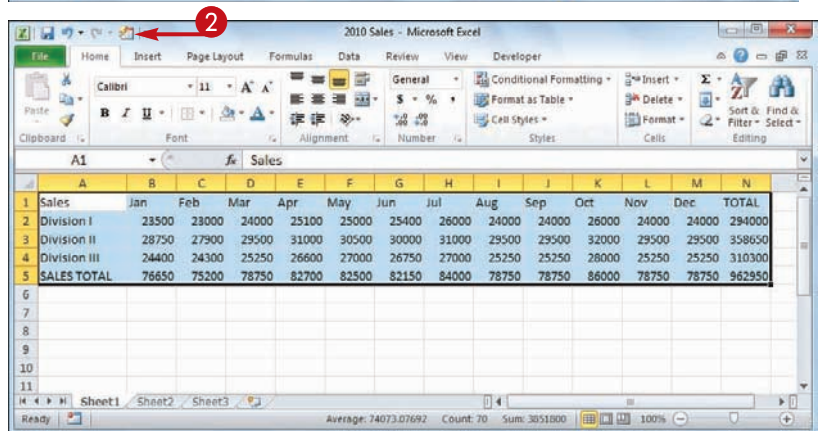 2
2010 Sales - Microsoft Excel
File Home Insert Page Layout Formulas Data Review View Developer
Calibri 11 A A General Conditional Formatting Insert Σ
Paste B I U A $ % , Format as Table Delete Sort & Find &
Cell Styles Format Filter Select
Clipboard Font Alignment Number Styles Cells Editing
A1 fx Sales
A B C D E F G H I J K L M N
1 Sales Jan Feb Mar Apr May Jun Jul Aug Sep Oct Nov Dec TOTAL
2 Division I 23500 23000 24000 25100 25000 25400 26000 24000 24000 26000 24000 24000 294000
3 Division II 28750 27900 29500 31000 30500 30000 31000 29500 29500 32000 29500 29500 358650
4 Division III 24400 24300 25250 26600 27000 26750 27000 25250 25250 28000 25250 25250 310300
5 SALES TOTAL 76650 75200 78750 82700 82500 82150 84000 78750 78750 86000 78750 78750 962950
6
7
8
9
10
11
Sheet1 Sheet2 Sheet3
Ready Average: 74073.07692 Count: 70 Sum: 3851800 100%